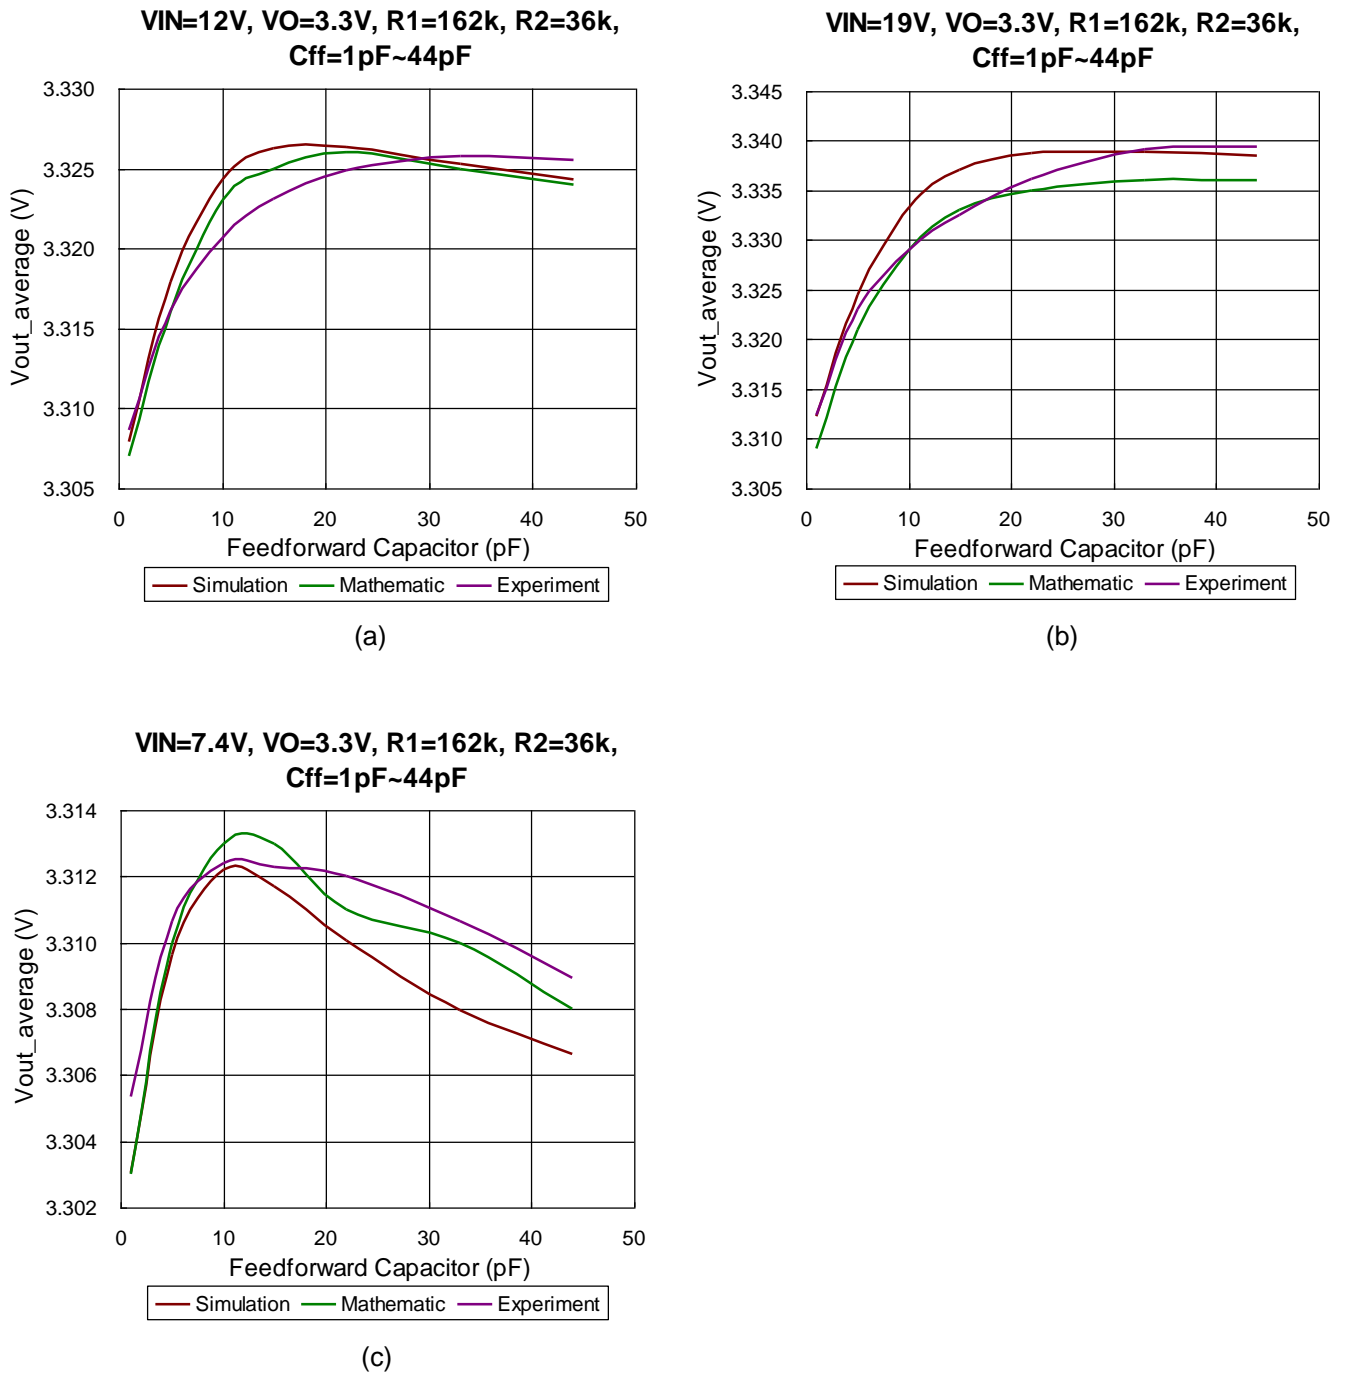 VIN=12V, VO=3.3V, R1=162k, R2=36k,
Cff=1pF~44pF
3.330
3.325
3.320
3.315
3.310
3.305
Vout_average (V)
0 10 20 30 40 50
Feedforward Capacitor (pF)
Simulation Mathematic Experiment
(a)
VIN=19V, VO=3.3V, R1=162k, R2=36k,
Cff=1pF~44pF
3.345
3.340
3.335
3.330
3.325
3.320
3.315
3.310
3.305
Vout_average (V)
0 10 20 30 40 50
Feedforward Capacitor (pF)
Simulation Mathematic Experiment
(b)
VIN=7.4V, VO=3.3V, R1=162k, R2=36k,
Cff=1pF~44pF
3.314
3.312
3.310
3.308
3.306
3.304
3.302
Vout_average (V)
0 10 20 30 40 50
Feedforward Capacitor (pF)
Simulation Mathematic Experiment
(c)